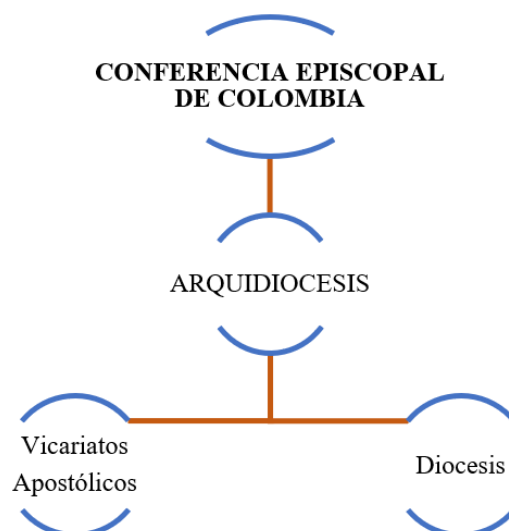 CONFERENCIA EPISCOPAL
DE COLOMBIA
ARQUIDIOCESIS
Vicariatos
Apostólicos
Diocesis